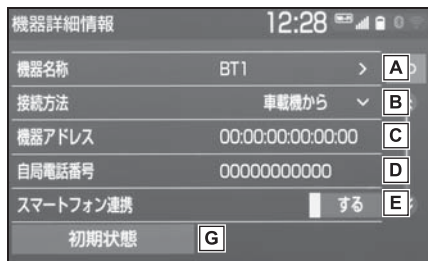 機器詳細情報 12:28
機器名称 BT1 > A
接続方法 車載機から B
機器アドレス 00:00:00:00:00:00 C
自局電話番号 00000000000 D
スマートフォン連携 する E
初期状態 G